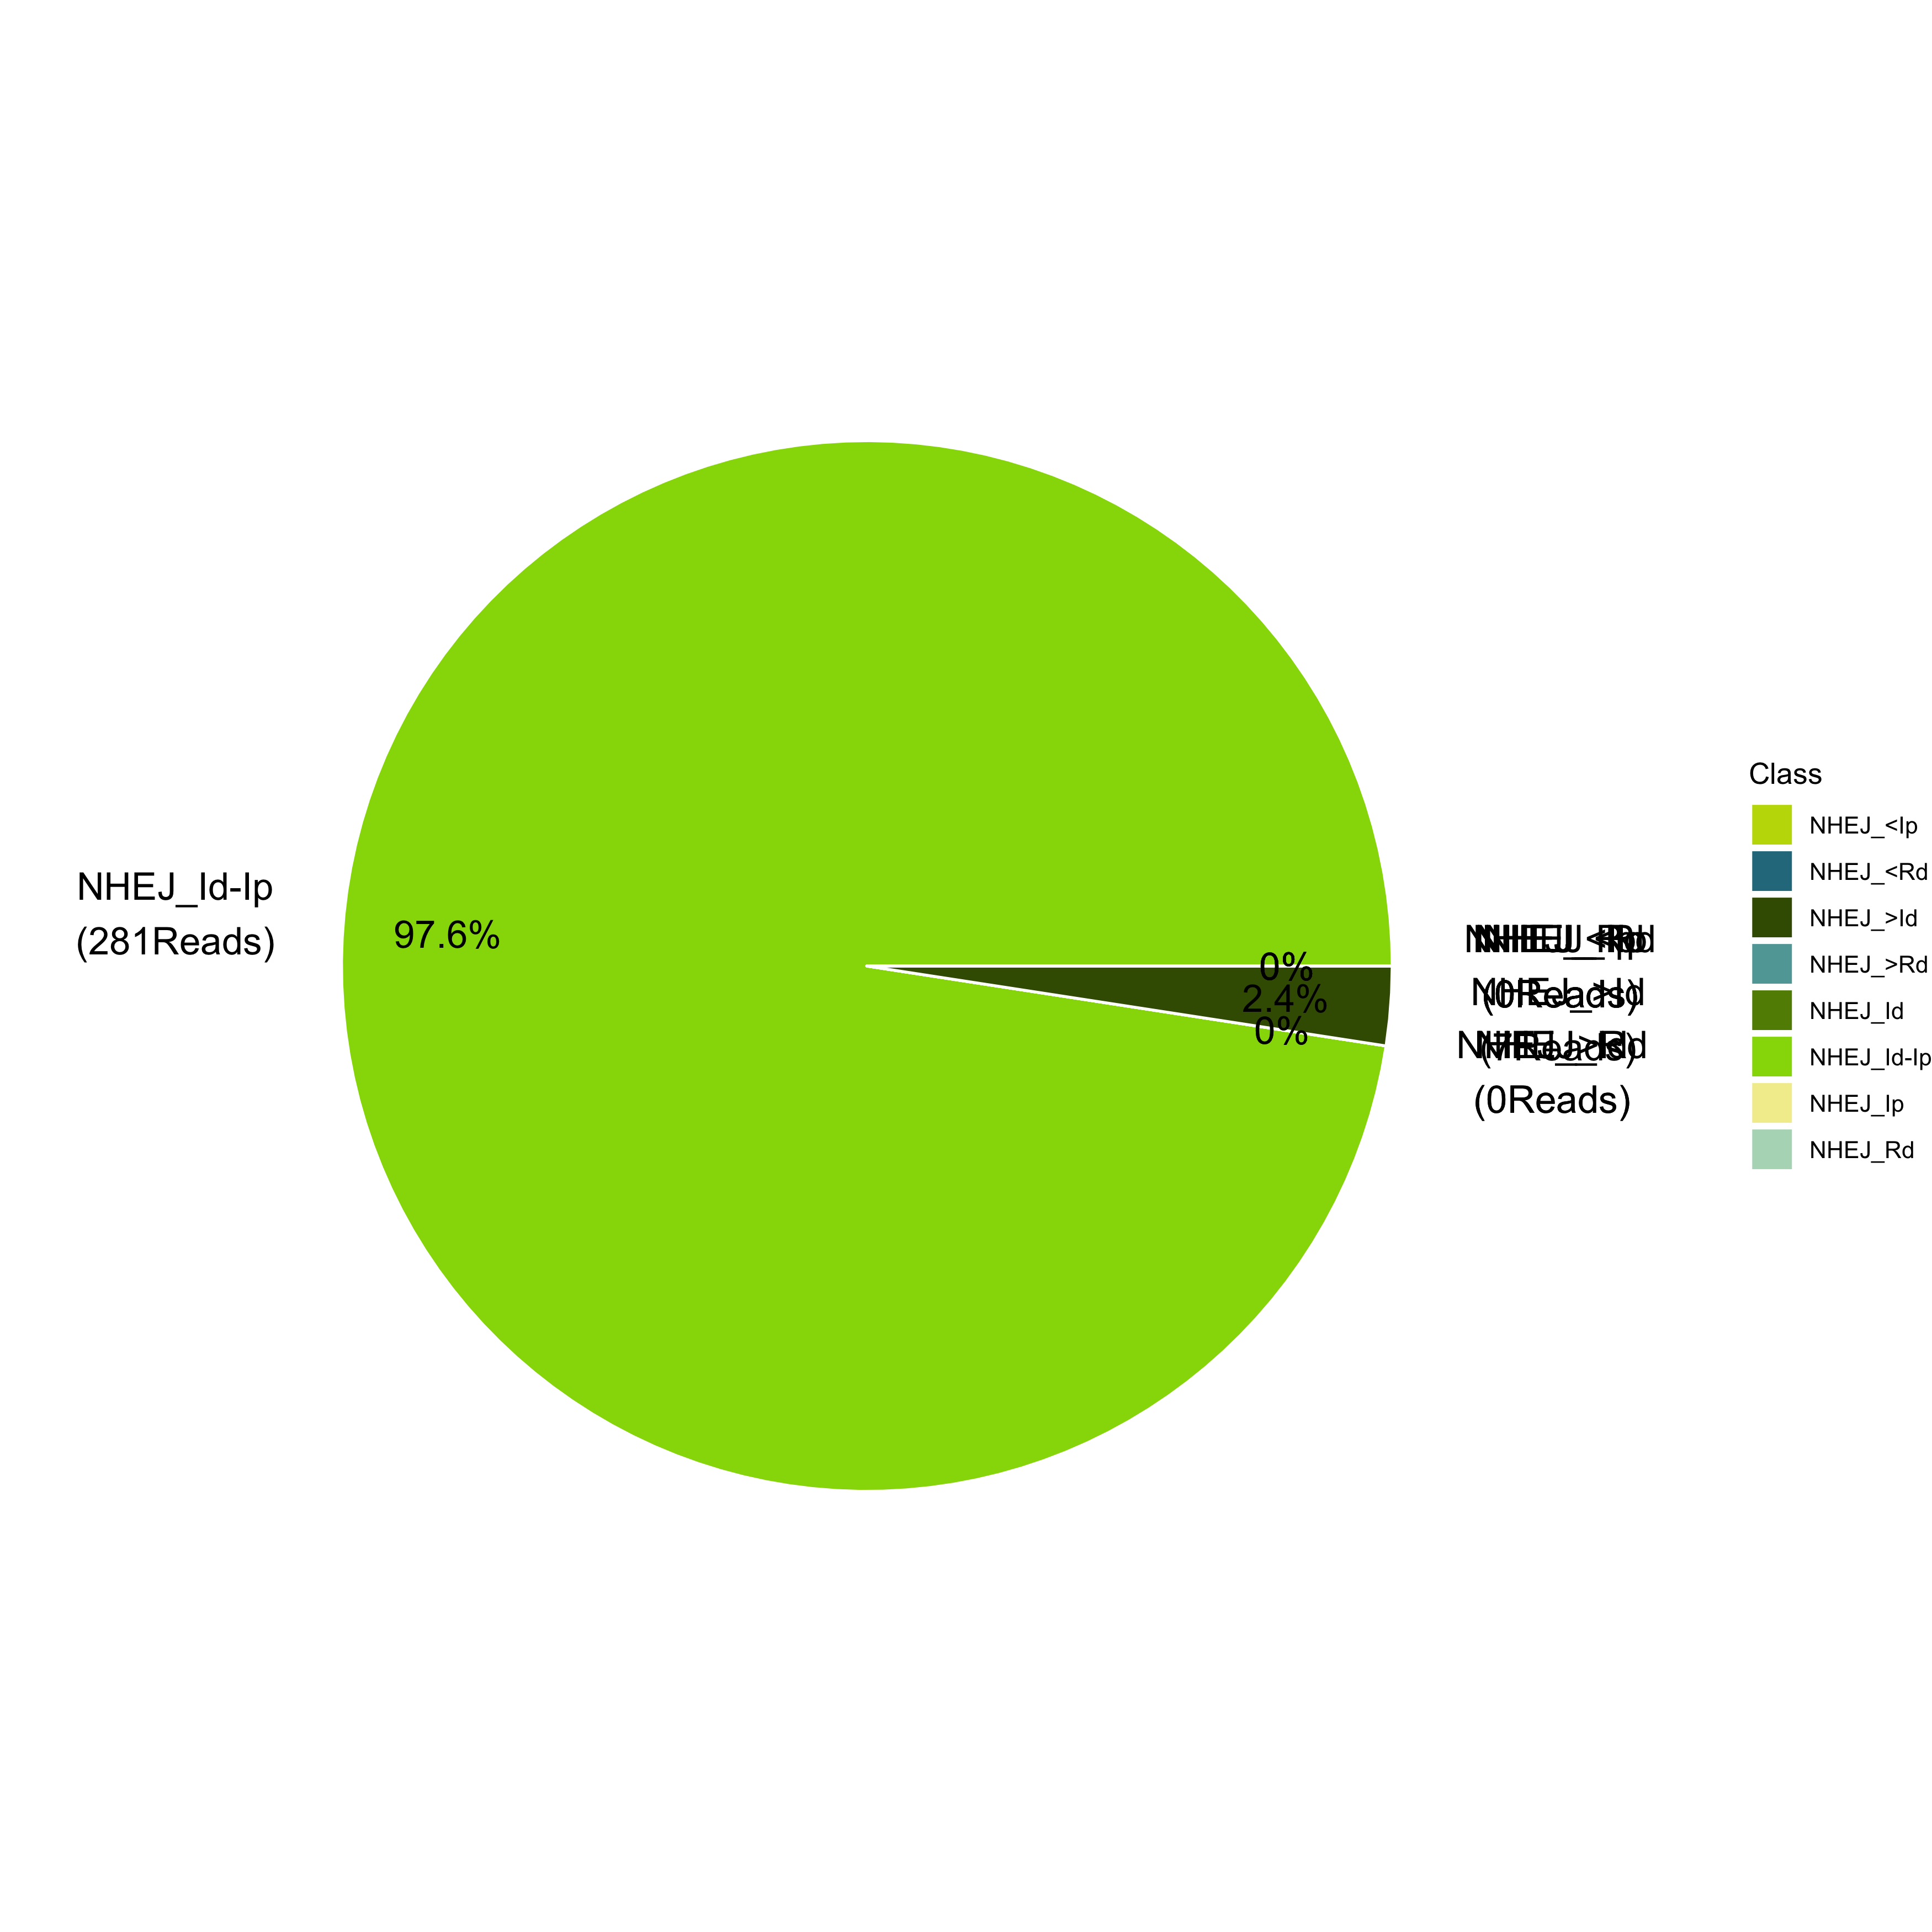 NHEJ_Id-Ip
(281Reads)
97.6%
0%
2.4%
0%
(0Reads)
(0Reads)
Class
NHEJ_<Ip
NHEJ_<Rd
NHEJ_>Id
NHEJ_>Rd
NHEJ_Id
NHEJ_Id-Ip
NHEJ_Ip
NHEJ_Rd